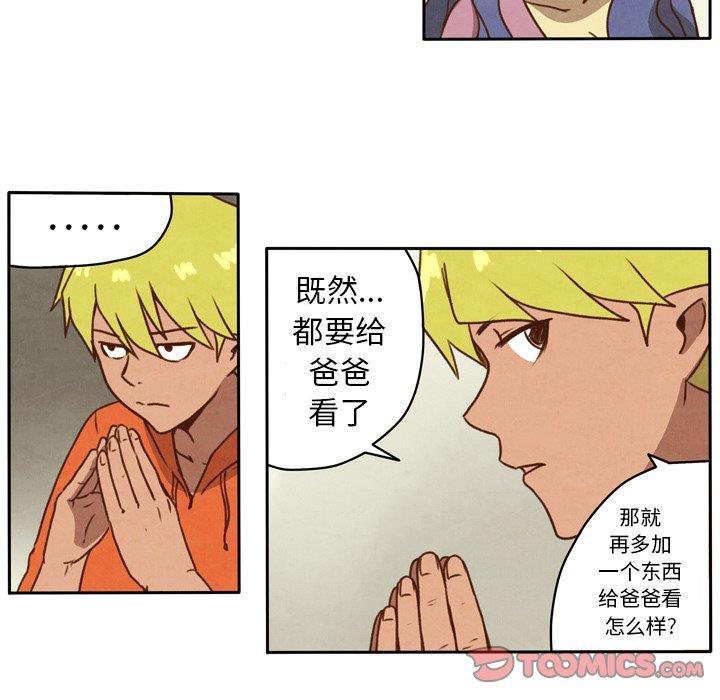 .....
既然...
都要给
爸爸
看了
那就
再多加
一个东西
给爸爸看
怎么样?
TOOMICS.COM